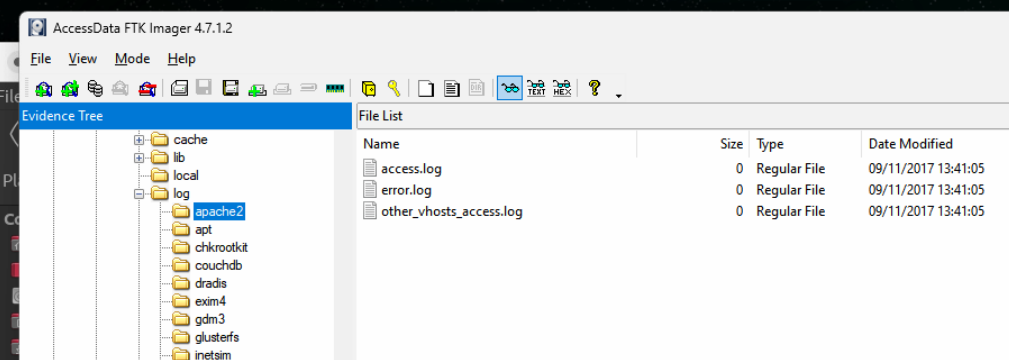 AccessData FTK Imager 4.7.1.2
File View Mode Help
TEXT HEX
Evidence Tree
File List
cache
lib
local
log
apache2
apt
chkrootkit
couchdb
dradis
exim4
gdm3
glusterfs
inetsim
Name Size Type Date Modified
access.log 0 Regular File 09/11/2017 13:41:05
error.log 0 Regular File 09/11/2017 13:41:05
other_vhosts_access.log 0 Regular File 09/11/2017 13:41:05